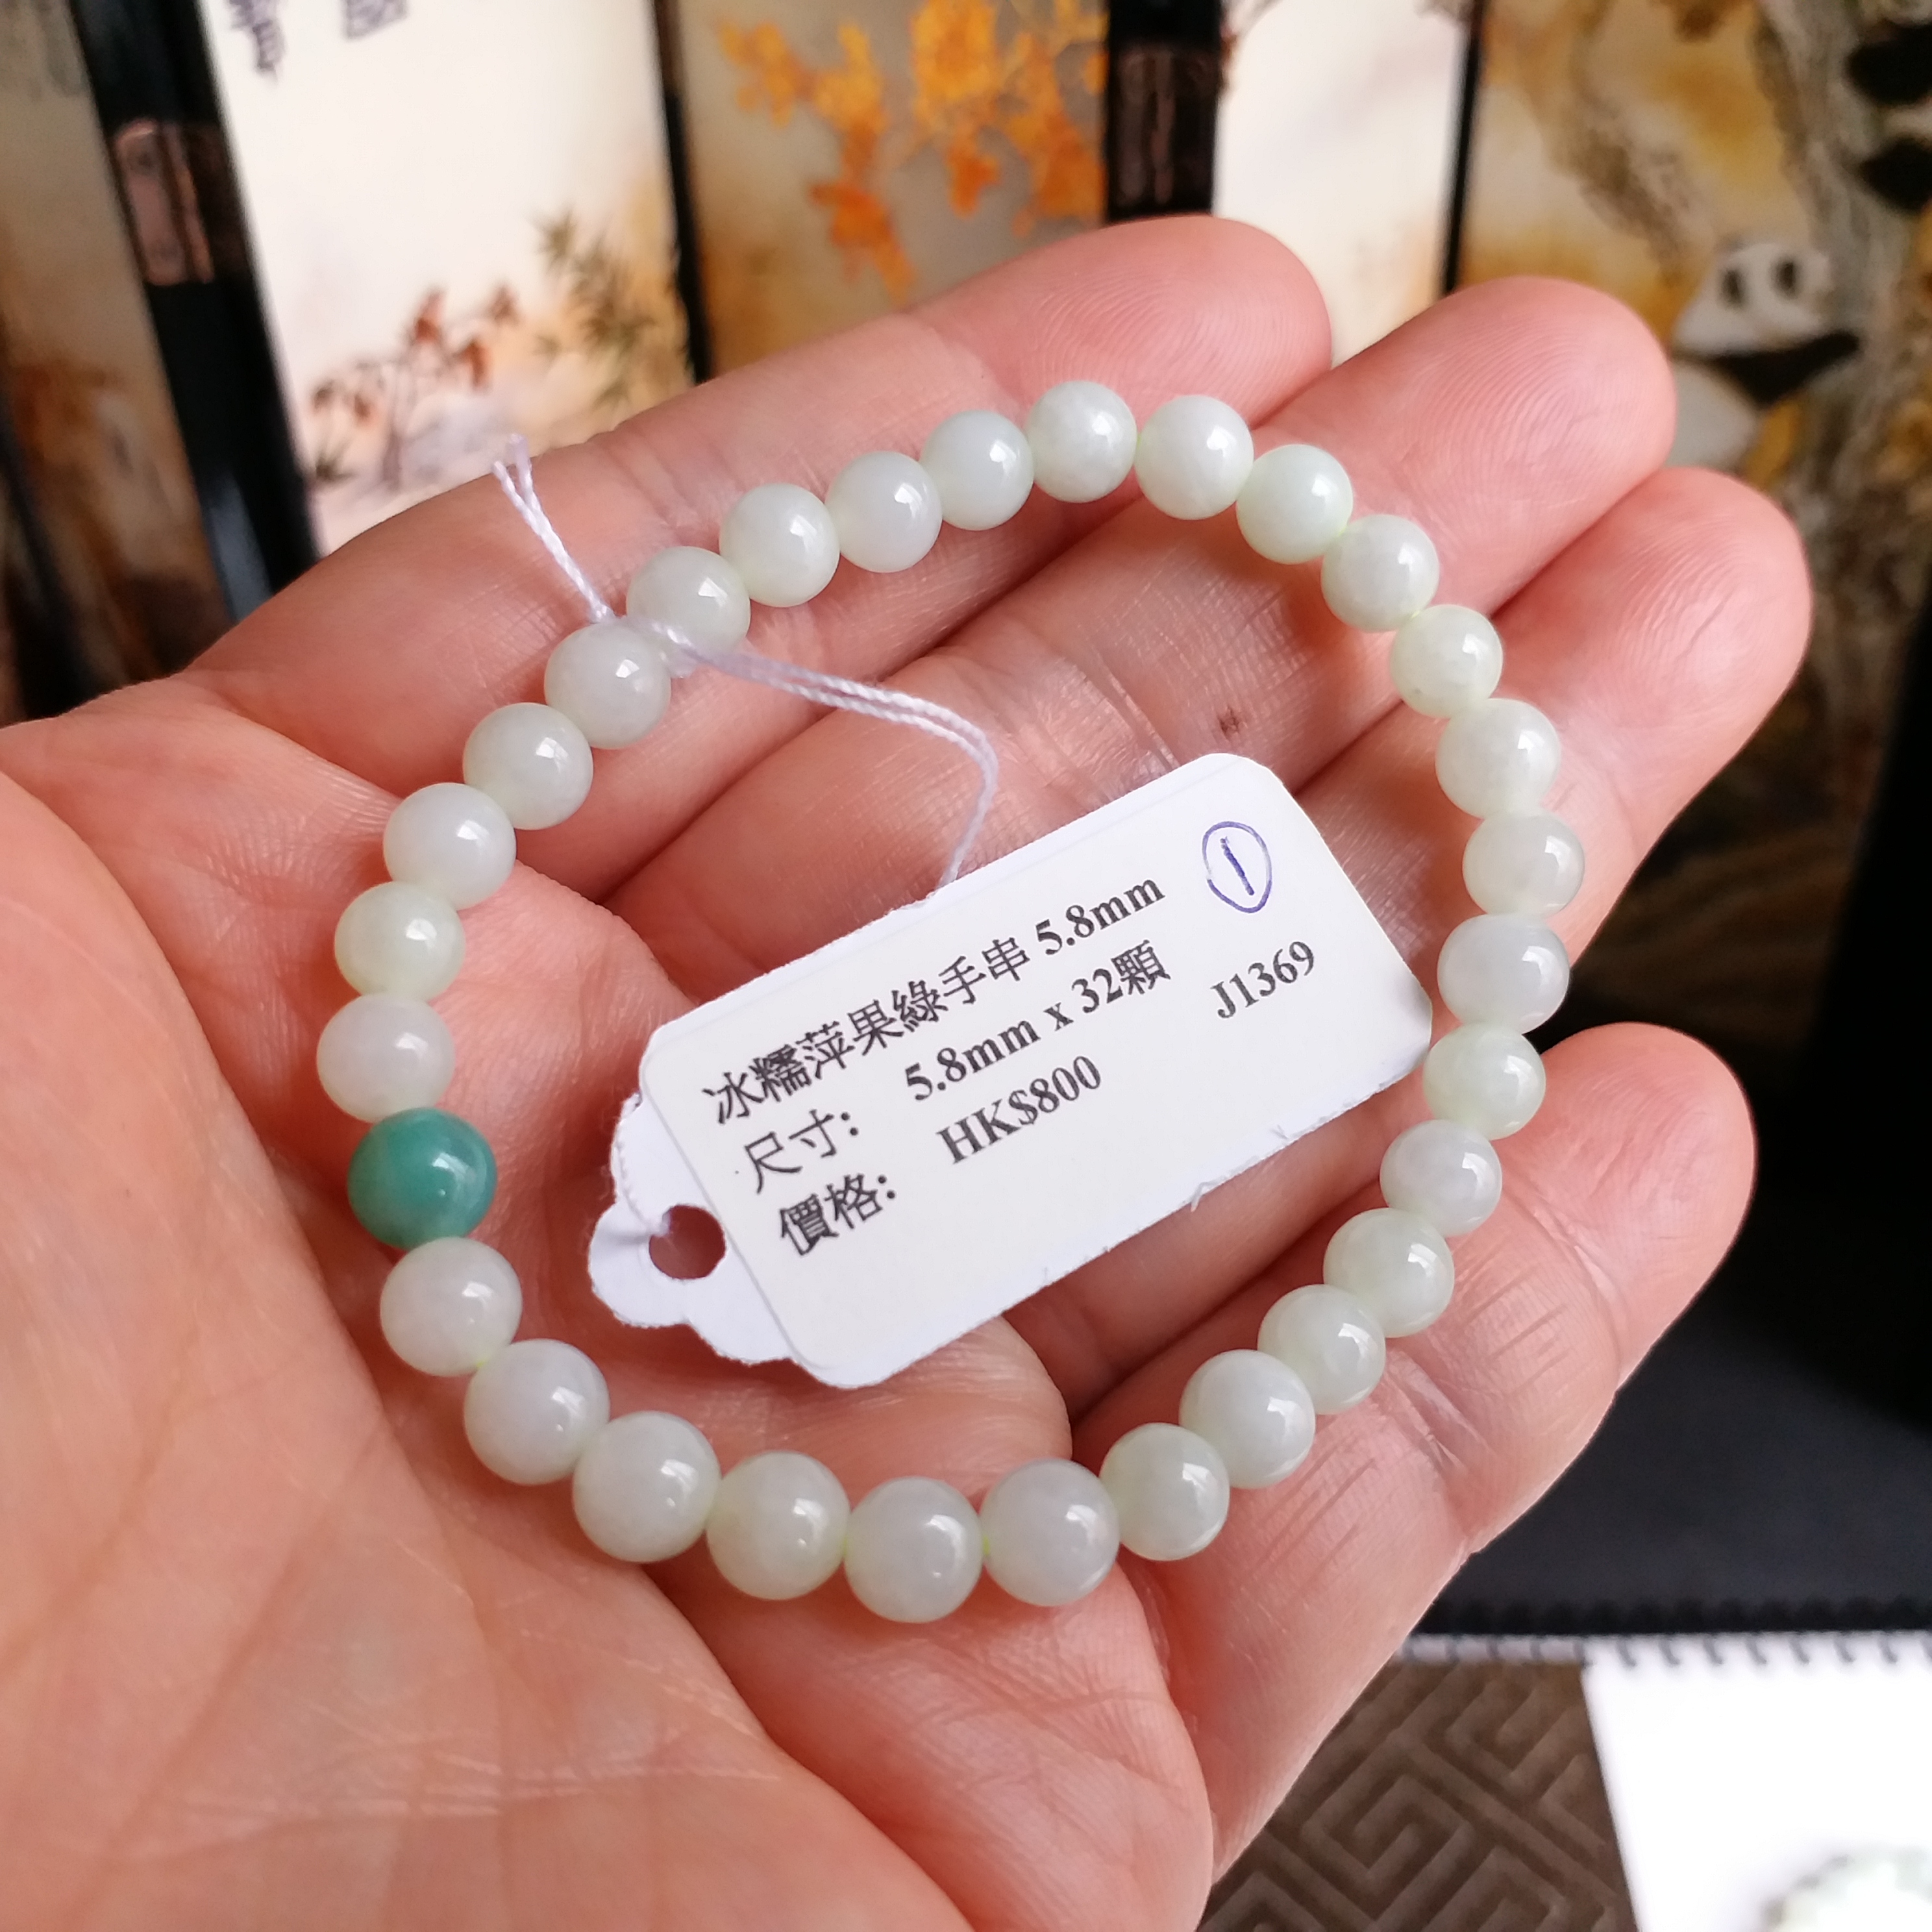 ①
冰糯萍果綠手串 5.8mm
尺寸: 5.8mm x 32顆
價格: HK$800 J1369